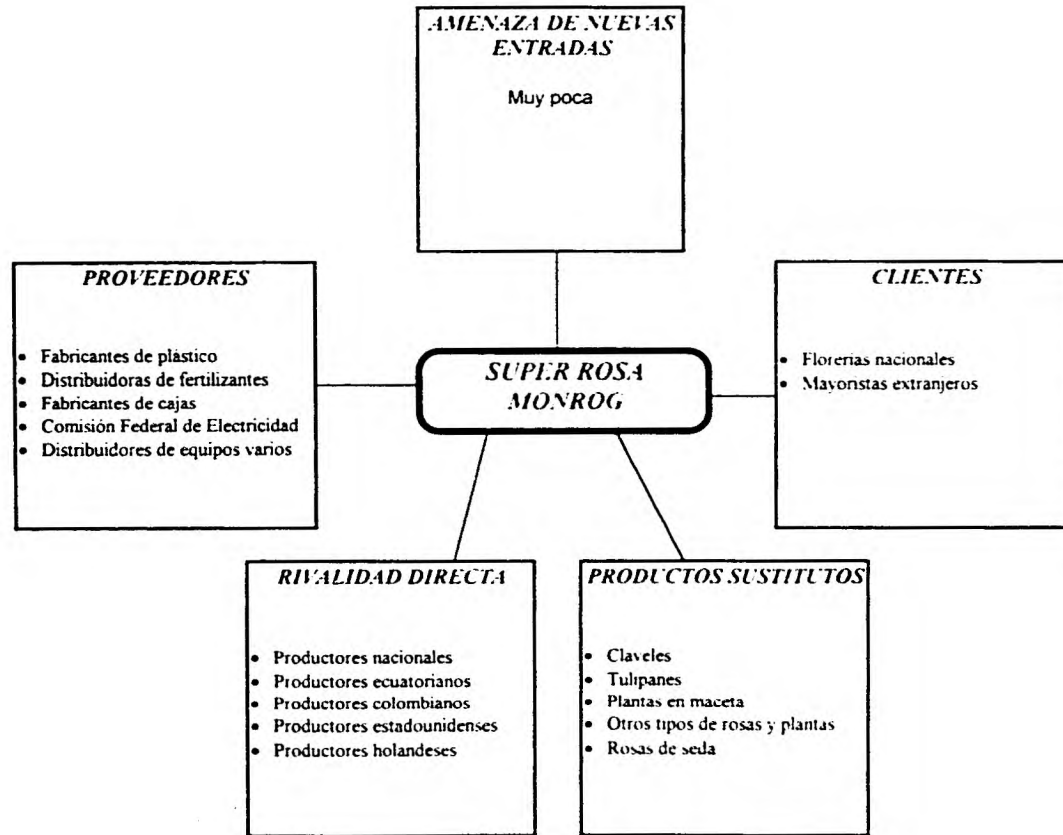 AMENAZA DE NUEVAS
ENTRADAS
Muy poca
PROVEEDORES
• Fabricantes de plástico
• Distribuidoras de fertilizantes
• Fabricantes de cajas
• Comisión Federal de Electricidad
• Distribuidores de equipos varios
SUPER ROSA
MONROG
CLIENTES
• Florerias nacionales
• Mayoristas extranjeros
RIVALIDAD DIRECTA
• Productores nacionales
• Productores ecuatorianos
• Productores colombianos
• Productores estadounidenses
• Productores holandeses
PRODUCTOS SUSTITUTOS
• Claveles
• Tulipanes
• Plantas en maceta
• Otros tipos de rosas y plantas
• Rosas de seda